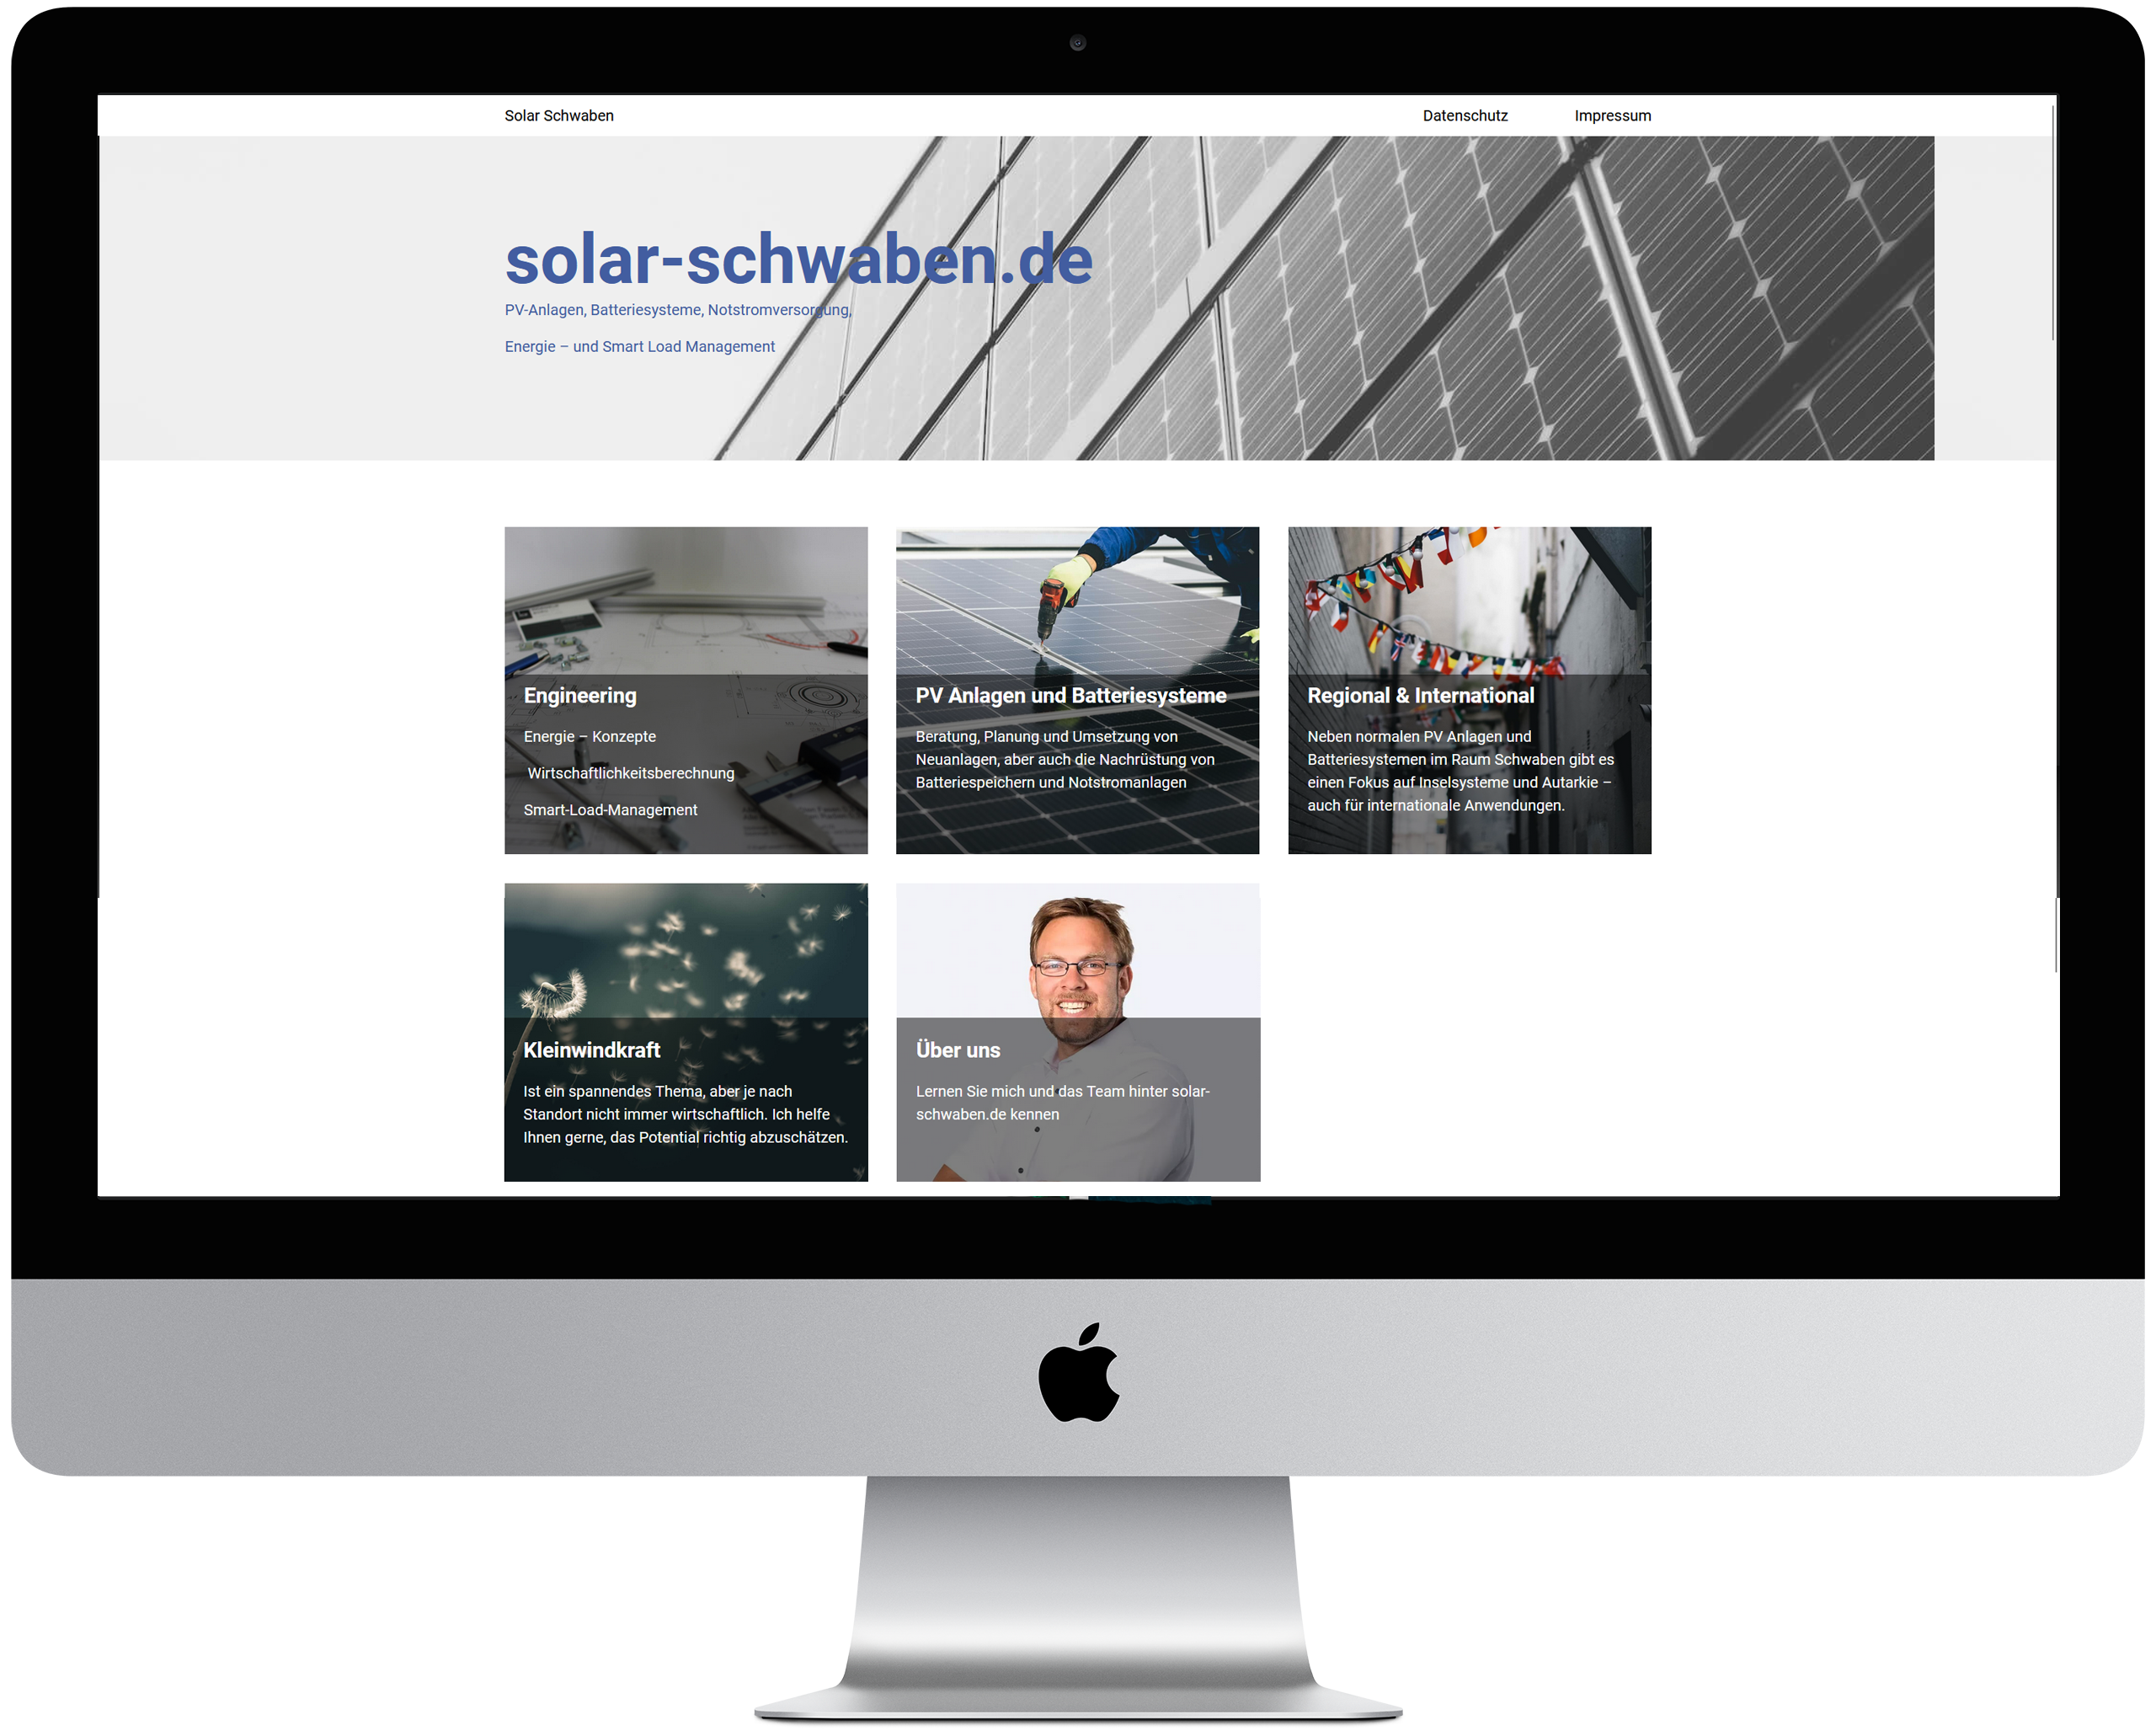 Solar Schwaben
Datenschutz
Impressum
solar-schwaben.de
PV-Anlagen, Batteriesysteme, Notstromversorgung,
Energie – und Smart Load Management
Engineering
Energie – Konzepte
Wirtschaftlichkeitsberechnung
Smart-Load-Management
PV Anlagen und Batteriesysteme
Beratung, Planung und Umsetzung von
Neuanlagen, aber auch die Nachrüstung von
Batteriespeichern und Notstromanlagen
Regional & International
Neben normalen PV Anlagen und
Batteriesystemen im Raum Schwaben gibt es
einen Fokus auf Inselsysteme und Autarkie –
auch für internationale Anwendungen.
Kleinwindkraft
Ist ein spannendes Thema, aber je nach
Standort nicht immer wirtschaftlich. Ich helfe
Ihnen gerne, das Potential richtig abzuschätzen.
Über uns
Lernen Sie mich und das Team hinter solar-
schwaben.de kennen